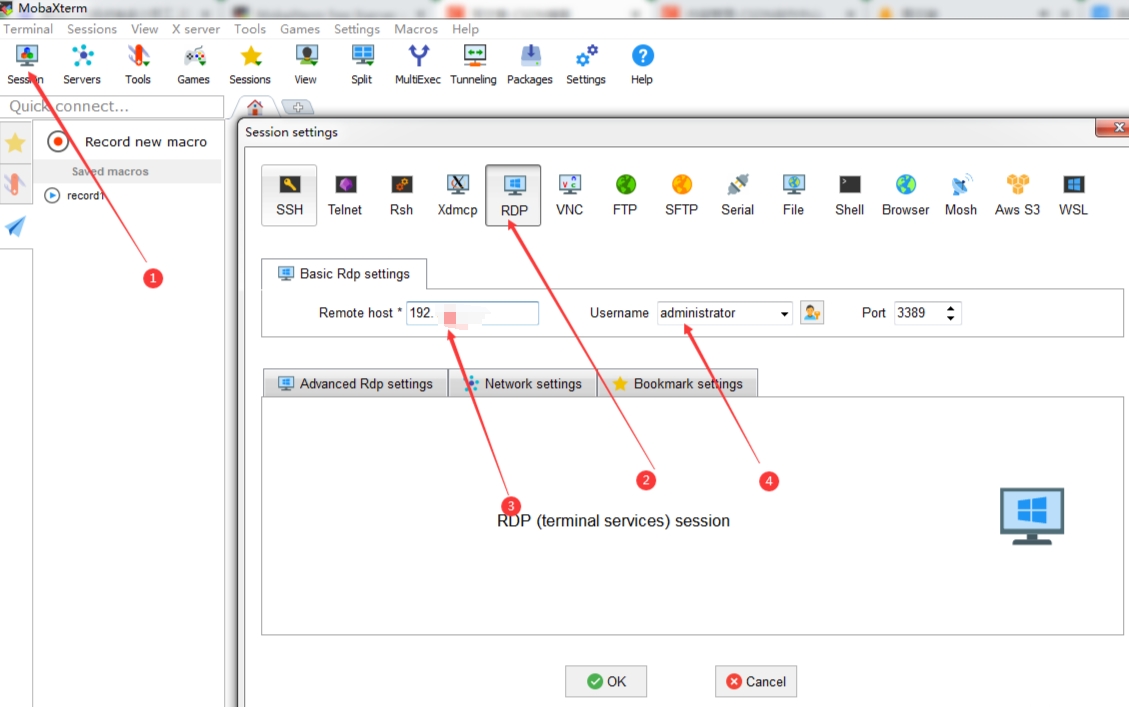 MobaXterm
Terminal Sessions View X server Tools Games Settings Macros Help
Session Servers Tools Games Sessions View Split MultiExec Tunneling Packages Settings Help
Quick connect...
Session settings
Record new macro
Saved macros
record1
SSH Telnet Rsh Xdmcp RDP VNC FTP SFTP Serial File Shell Browser Mosh Aws S3 WSL
1
Basic Rdp settings
Remote host * 192. Username administrator Port 3389
Advanced Rdp settings Network settings Bookmark settings
2
4
3
RDP (terminal services) session
OK Cancel